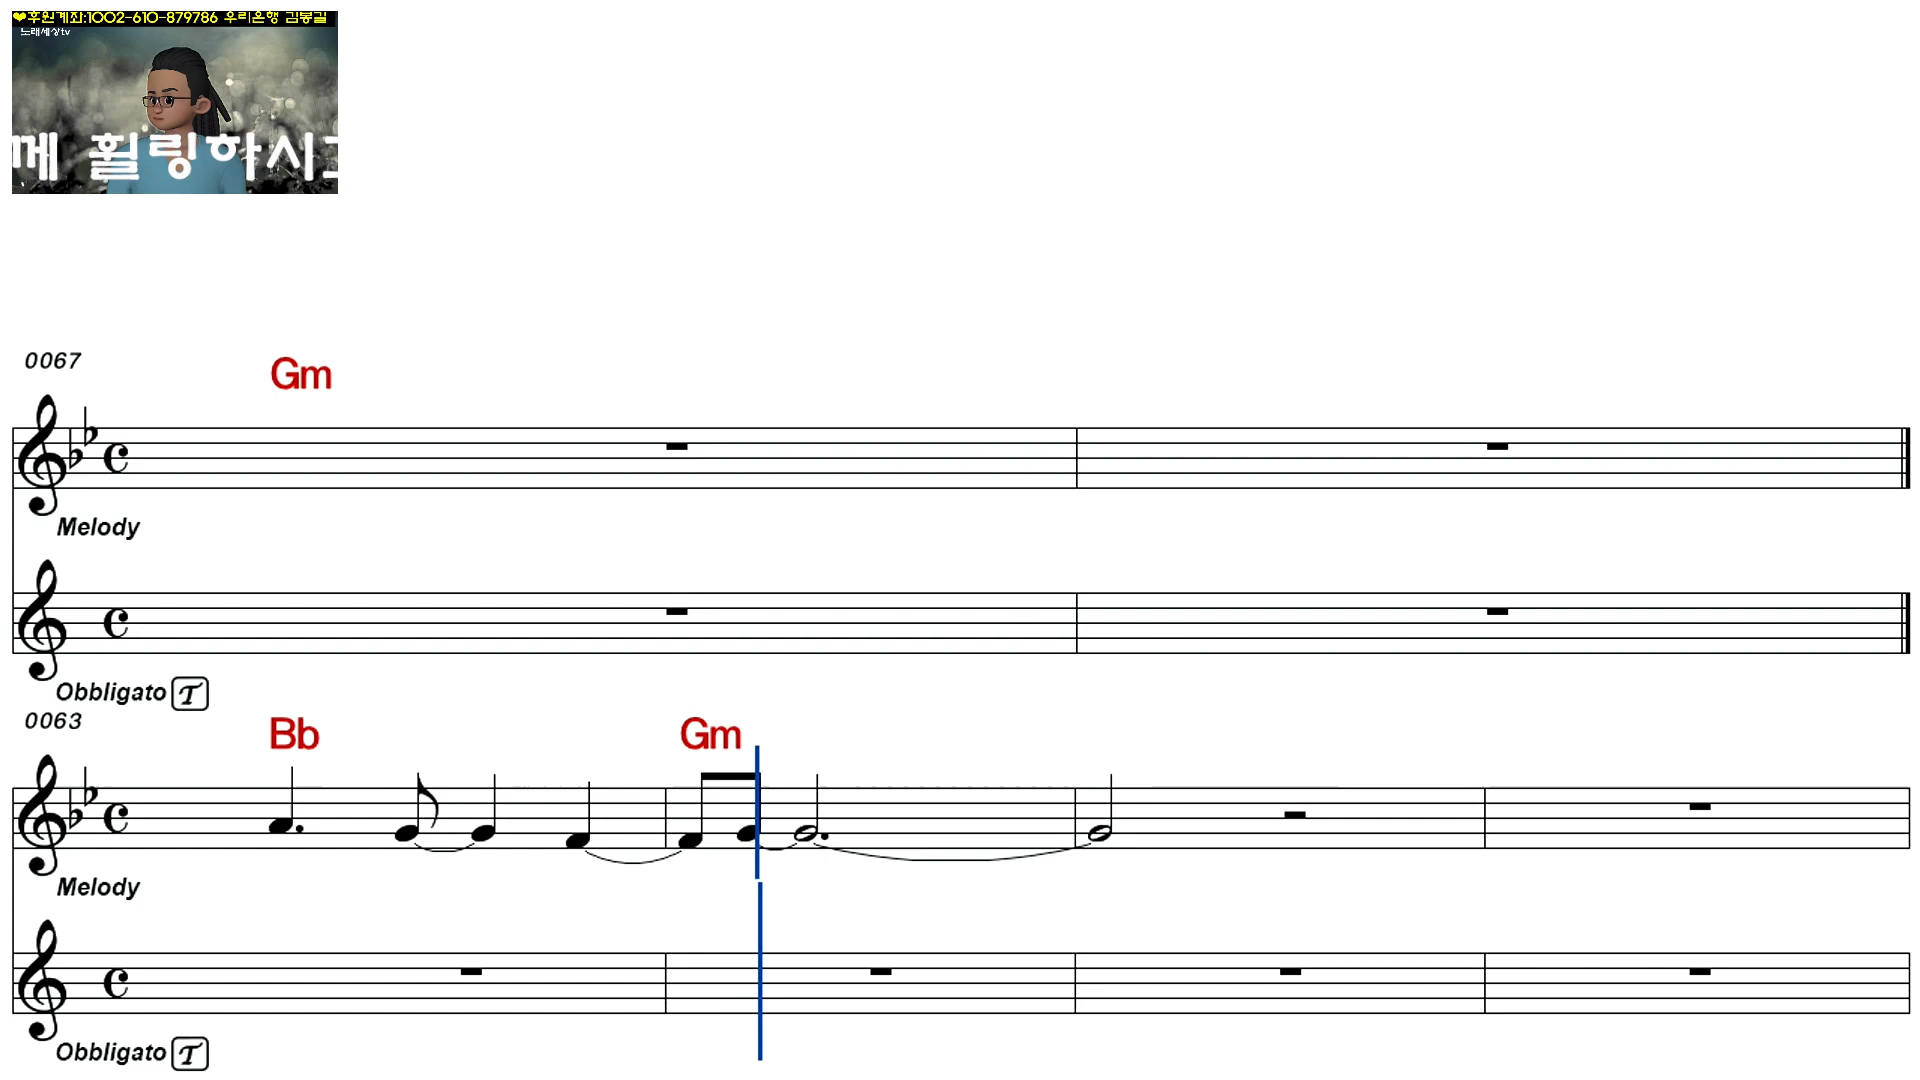 ❤후원계좌:1002-610-879786 우리은행 김봉길
노래세상tv
께 힐링하시고
0067
Gm
Melody
Obbligato T
0063
Bb Gm
Melody
Obbligato T